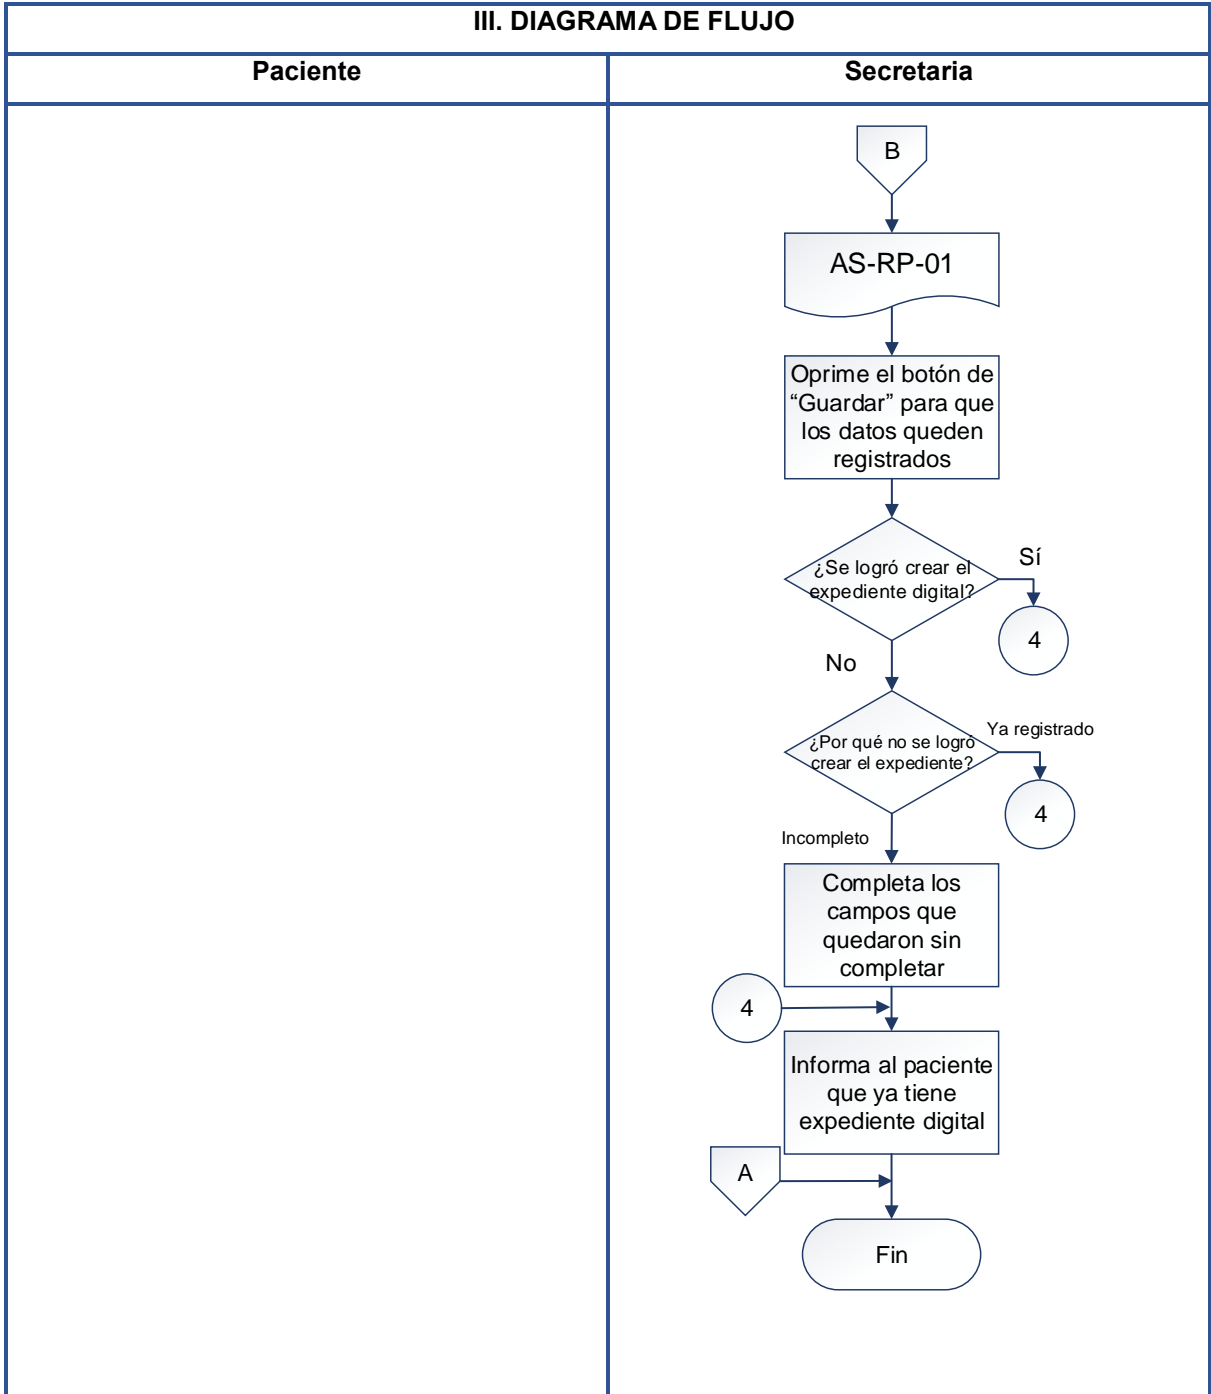 III. DIAGRAMA DE FLUJO
Paciente
Secretaria
B
AS-RP-01
Oprime el botón de
“Guardar” para que
los datos queden
registrados
¿Se logró crear el
expediente digital?
Sí
4
No
¿Por qué no se logró
crear el expediente?
Ya registrado
4
Incompleto
Completa los
campos que
quedaron sin
completar
4
Informa al paciente
que ya tiene
expediente digital
A
Fin